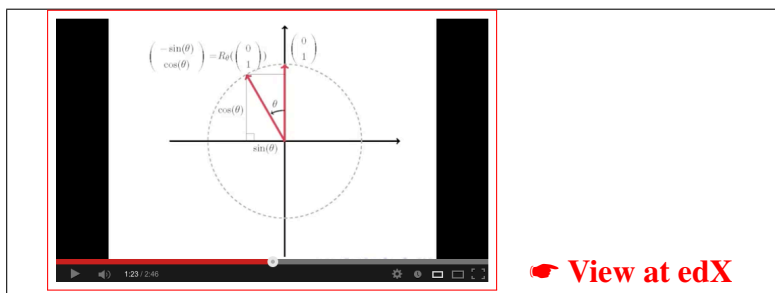 ( −sin(θ) cos(θ) ) = R_θ(( 0 1 ))
( 0 1 )
θ
cos(θ)
sin(θ)
1:23 / 2:46
☛ View at edX